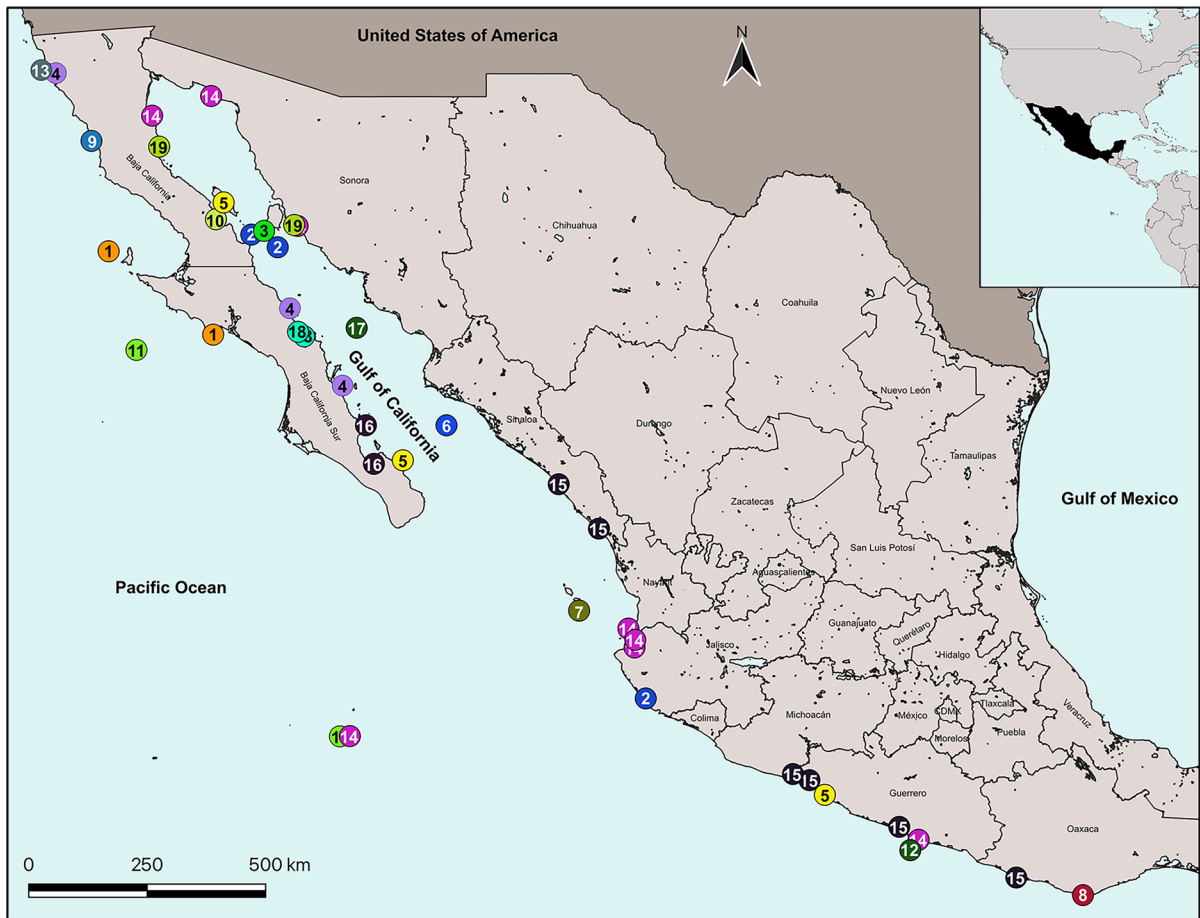 United States of America
N
13
4
14
14
9
19
Baja California
Sonora
Chihuahua
5
10
2
3
19
2
1
Coahuila
4
17
18
1
11
Gulf of California
4
Nuevo León
Baja California Sur
16
6
Sinaloa
Durango
Tamaulipas
16
5
15
Zacatecas
Gulf of Mexico
15
San Luis Potosí
Pacific Ocean
Nayarit
Aguascalientes
7
14
14
14
Jalisco
Guanajuato
Querétaro
Hidalgo
2
Colima
Michoacán
México
CDMX
Tlaxcala
Veracruz
14
Morelos
Puebla
15
15
5
Guerrero
15
14
12
Oaxaca
15
8
0 250 500 km